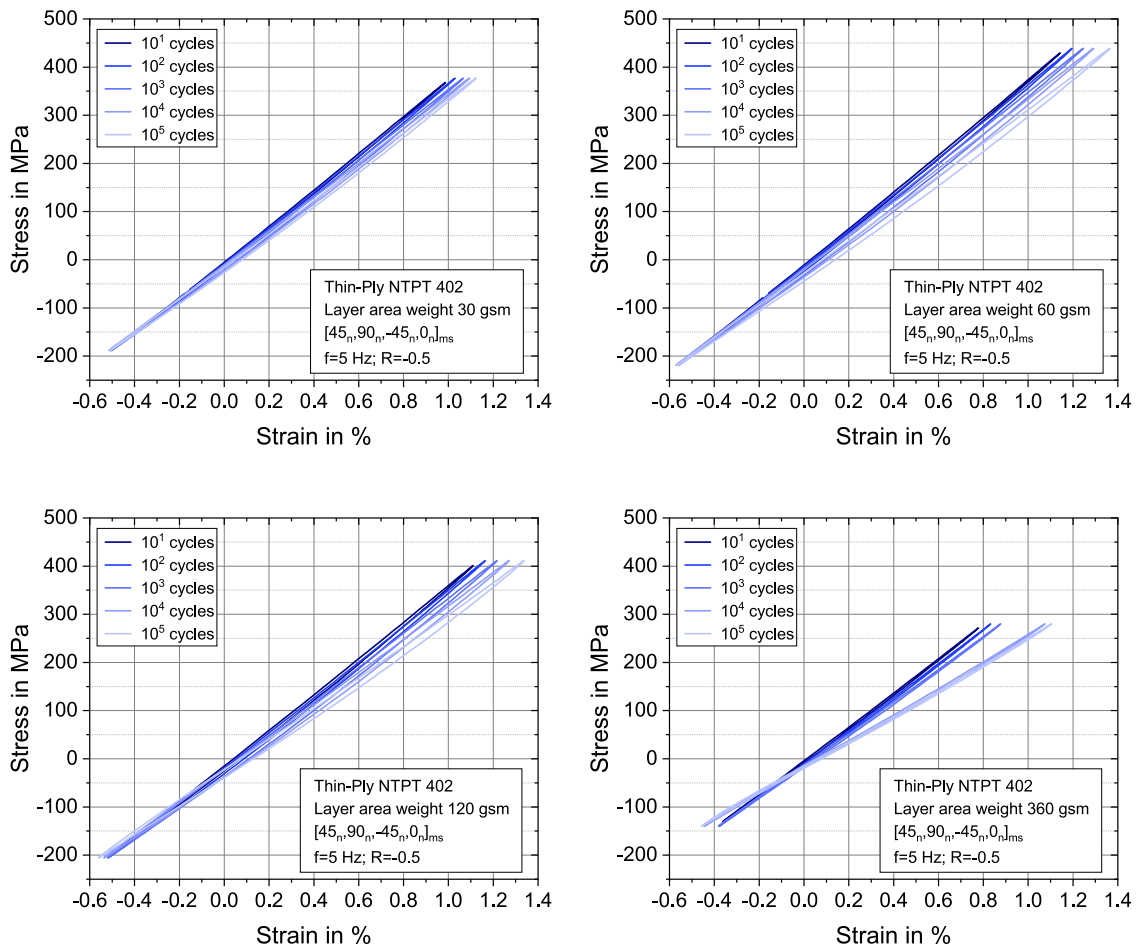 500
400
300
200
100
0
-100
-200
Stress in MPa
10¹ cycles
10² cycles
10³ cycles
10⁴ cycles
10⁵ cycles
Thin-Ply NTPT 402
Layer area weight 30 gsm
[45ₙ,90ₙ,-45ₙ,0ₙ]ₘₛ
f=5 Hz; R=-0.5
-0.6 -0.4 -0.2 0.0 0.2 0.4 0.6 0.8 1.0 1.2 1.4
Strain in %
500
400
300
200
100
0
-100
-200
Stress in MPa
10¹ cycles
10² cycles
10³ cycles
10⁴ cycles
10⁵ cycles
Thin-Ply NTPT 402
Layer area weight 60 gsm
[45ₙ,90ₙ,-45ₙ,0ₙ]ₘₛ
f=5 Hz; R=-0.5
-0.6 -0.4 -0.2 0.0 0.2 0.4 0.6 0.8 1.0 1.2 1.4
Strain in %
500
400
300
200
100
0
-100
-200
Stress in MPa
10¹ cycles
10² cycles
10³ cycles
10⁴ cycles
10⁵ cycles
Thin-Ply NTPT 402
Layer area weight 120 gsm
[45ₙ,90ₙ,-45ₙ,0ₙ]ₘₛ
f=5 Hz; R=-0.5
-0.6 -0.4 -0.2 0.0 0.2 0.4 0.6 0.8 1.0 1.2 1.4
Strain in %
500
400
300
200
100
0
-100
-200
Stress in MPa
10¹ cycles
10² cycles
10³ cycles
10⁴ cycles
10⁵ cycles
Thin-Ply NTPT 402
Layer area weight 360 gsm
[45ₙ,90ₙ,-45ₙ,0ₙ]ₘₛ
f=5 Hz; R=-0.5
-0.6 -0.4 -0.2 0.0 0.2 0.4 0.6 0.8 1.0 1.2 1.4
Strain in %